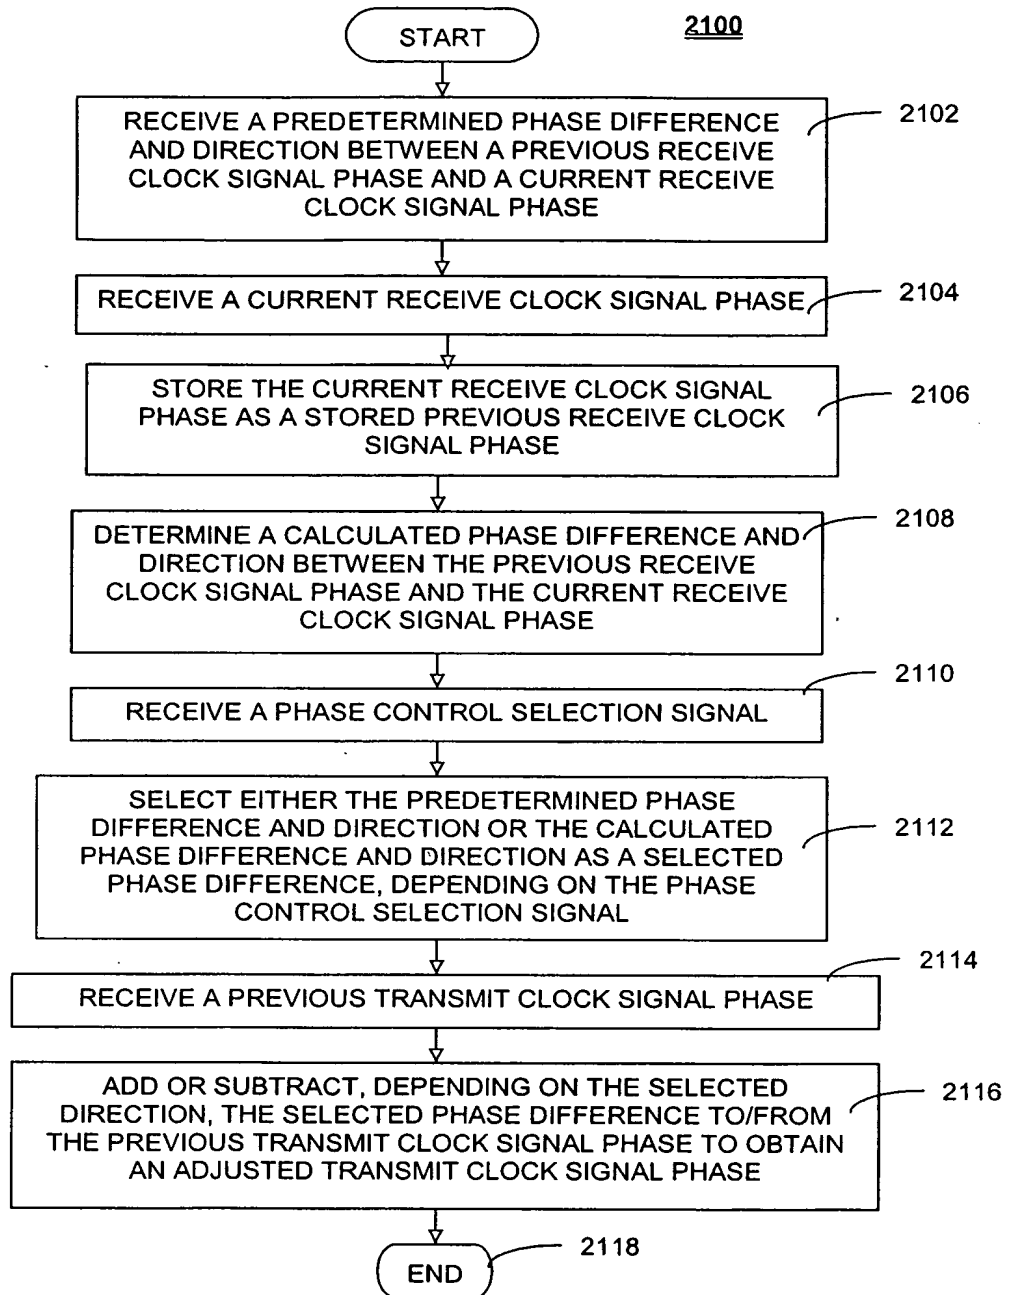 2100
START
RECEIVE A PREDETERMINED PHASE DIFFERENCE
AND DIRECTION BETWEEN A PREVIOUS RECEIVE
CLOCK SIGNAL PHASE AND A CURRENT RECEIVE
CLOCK SIGNAL PHASE
2102
RECEIVE A CURRENT RECEIVE CLOCK SIGNAL PHASE
2104
STORE THE CURRENT RECEIVE CLOCK SIGNAL
PHASE AS A STORED PREVIOUS RECEIVE CLOCK
SIGNAL PHASE
2106
DETERMINE A CALCULATED PHASE DIFFERENCE AND
DIRECTION BETWEEN THE PREVIOUS RECEIVE
CLOCK SIGNAL PHASE AND THE CURRENT RECEIVE
CLOCK SIGNAL PHASE
2108
RECEIVE A PHASE CONTROL SELECTION SIGNAL
2110
SELECT EITHER THE PREDETERMINED PHASE
DIFFERENCE AND DIRECTION OR THE CALCULATED
PHASE DIFFERENCE AND DIRECTION AS A SELECTED
PHASE DIFFERENCE, DEPENDING ON THE PHASE
CONTROL SELECTION SIGNAL
2112
RECEIVE A PREVIOUS TRANSMIT CLOCK SIGNAL PHASE
2114
ADD OR SUBTRACT, DEPENDING ON THE SELECTED
DIRECTION, THE SELECTED PHASE DIFFERENCE TO/FROM
THE PREVIOUS TRANSMIT CLOCK SIGNAL PHASE TO OBTAIN
AN ADJUSTED TRANSMIT CLOCK SIGNAL PHASE
2116
END
2118